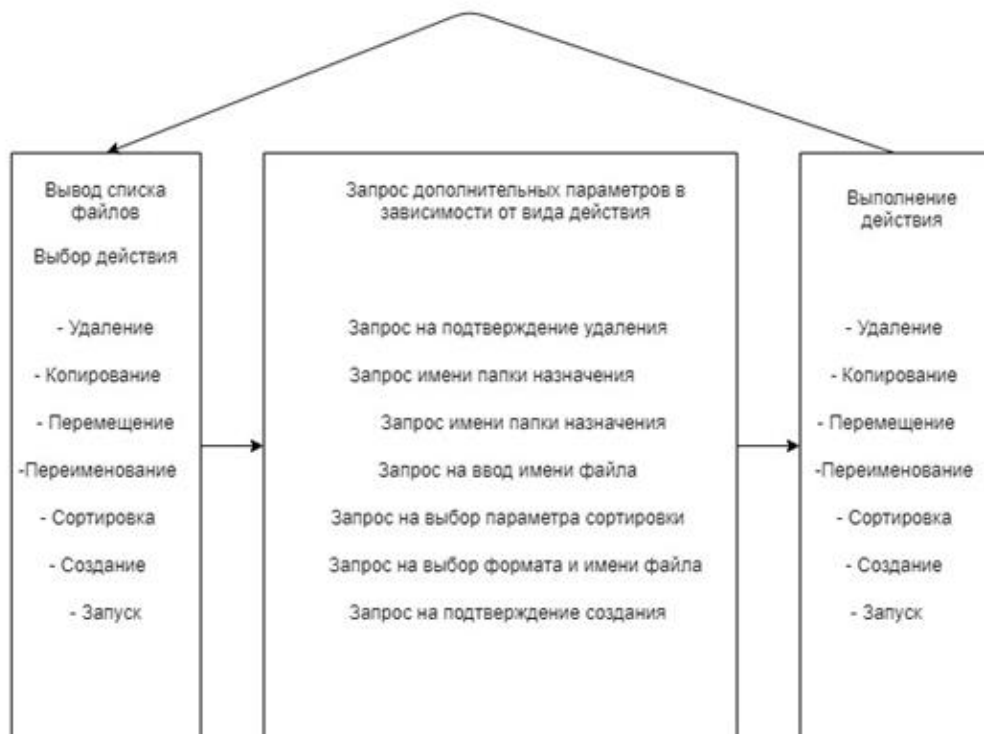 Вывод списка
файлов
Выбор действия
- Удаление
- Копирование
- Перемещение
-Переименование
- Сортировка
- Создание
- Запуск
Запрос дополнительных параметров в
зависимости от вида действия
Запрос на подтверждение удаления
Запрос имени папки назначения
Запрос имени папки назначения
Запрос на ввод имени файла
Запрос на выбор параметра сортировки
Запрос на выбор формата и имени файла
Запрос на подтверждение создания
Выполнение
действия
- Удаление
- Копирование
- Перемещение
-Переименование
- Сортировка
- Создание
- Запуск